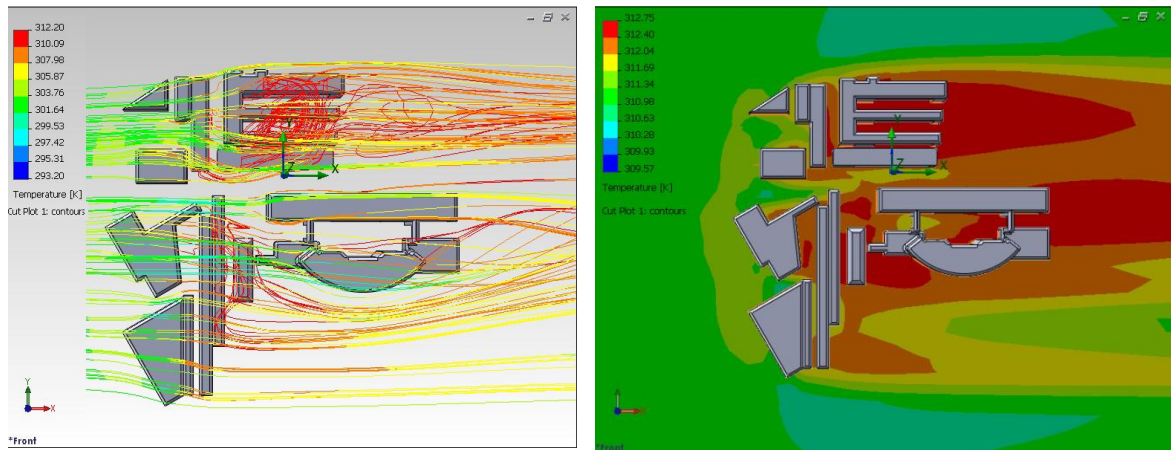 312.20
310.09
307.98
305.87
303.76
301.64
299.53
297.42
295.31
293.20
Temperature [K]
Cut Plot 1: contours
Y
X
Z
Y
X
*Front
312.75
312.40
312.04
311.69
311.34
310.98
310.63
310.28
309.93
309.57
Temperature [K]
Cut Plot 1: contours
Y
X
Z
X
*Front